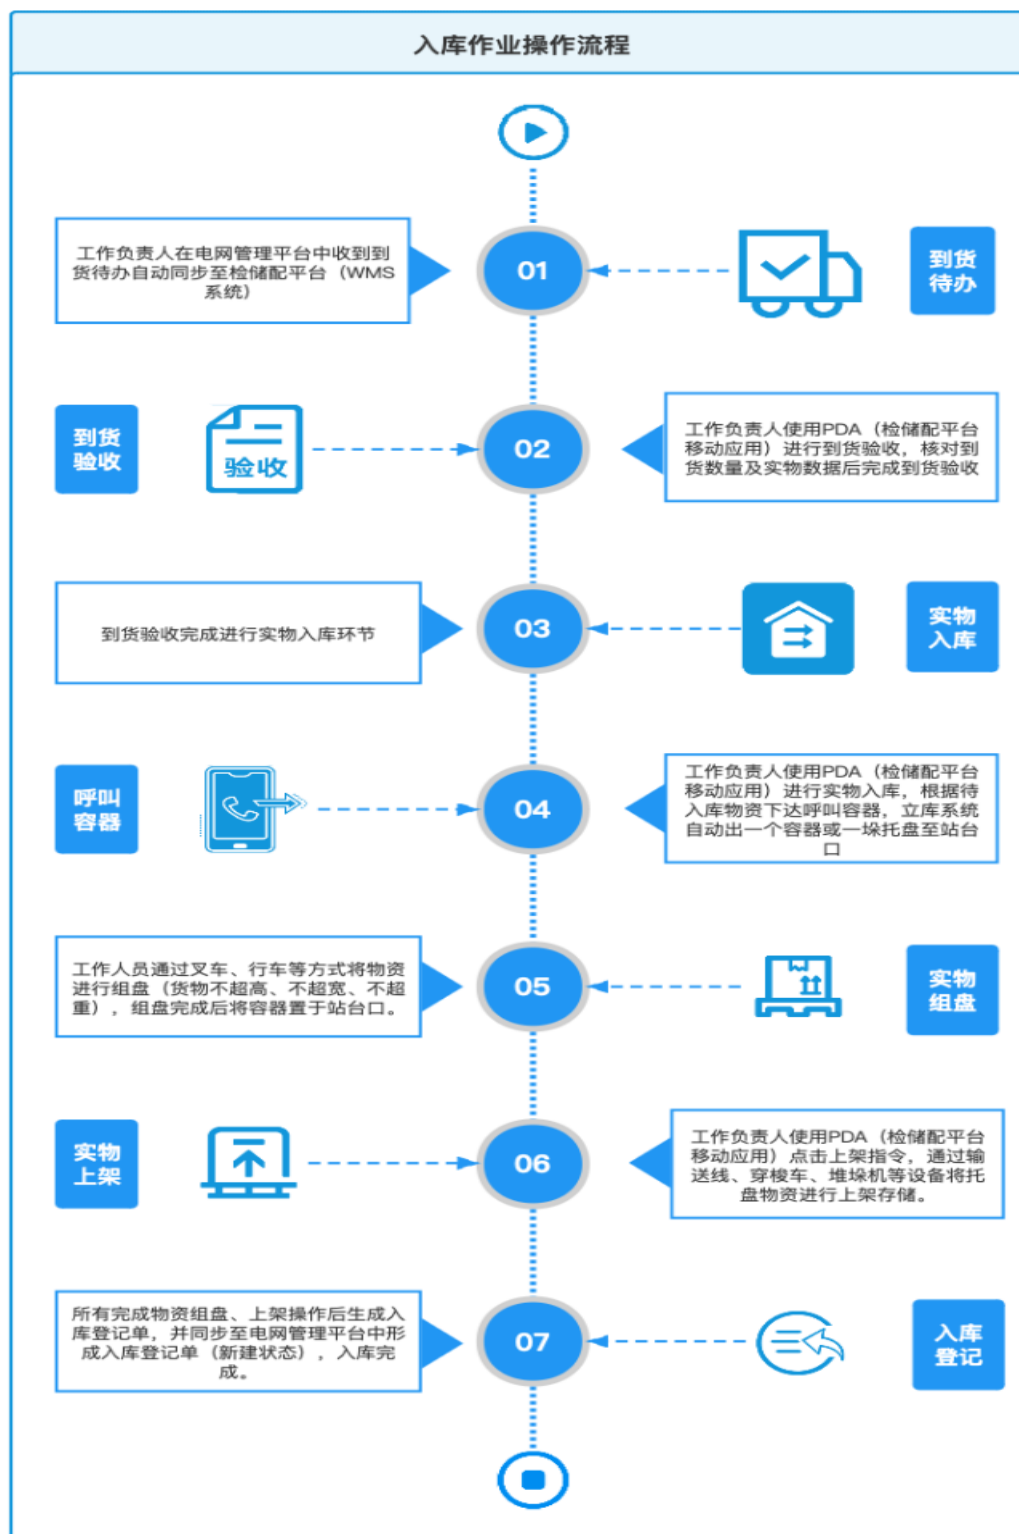 入库作业操作流程
工作负责人在电网管理平台中收到到
货待办自动同步至检储配平台（WMS
系统）
01
到货
待办
到货
验收
验收
02
工作负责人使用PDA（检储配平台
移动应用）进行到货验收，核对到
货数量及实物数据后完成到货验收
到货验收完成进行实物入库环节
03
实物
入库
呼叫
容器
04
工作负责人使用PDA（检储配平台
移动应用）进行实物入库，根据待
入库物资下达呼叫容器，立库系统
自动出一个容器或一垛托盘至站台
口
工作人员通过叉车、行车等方式将物资
进行组盘（货物不超高、不超宽、不超
重），组盘完成后将容器置于站台口。
05
实物
组盘
实物
上架
06
工作负责人使用PDA（检储配平台
移动应用）点击上架指令，通过输
送线、穿梭车、堆垛机等设备将托
盘物资进行上架存储。
所有完成物资组盘、上架操作后生成入
库登记单，并同步至电网管理平台中形
成入库登记单（新建状态），入库完
成。
07
入库
登记